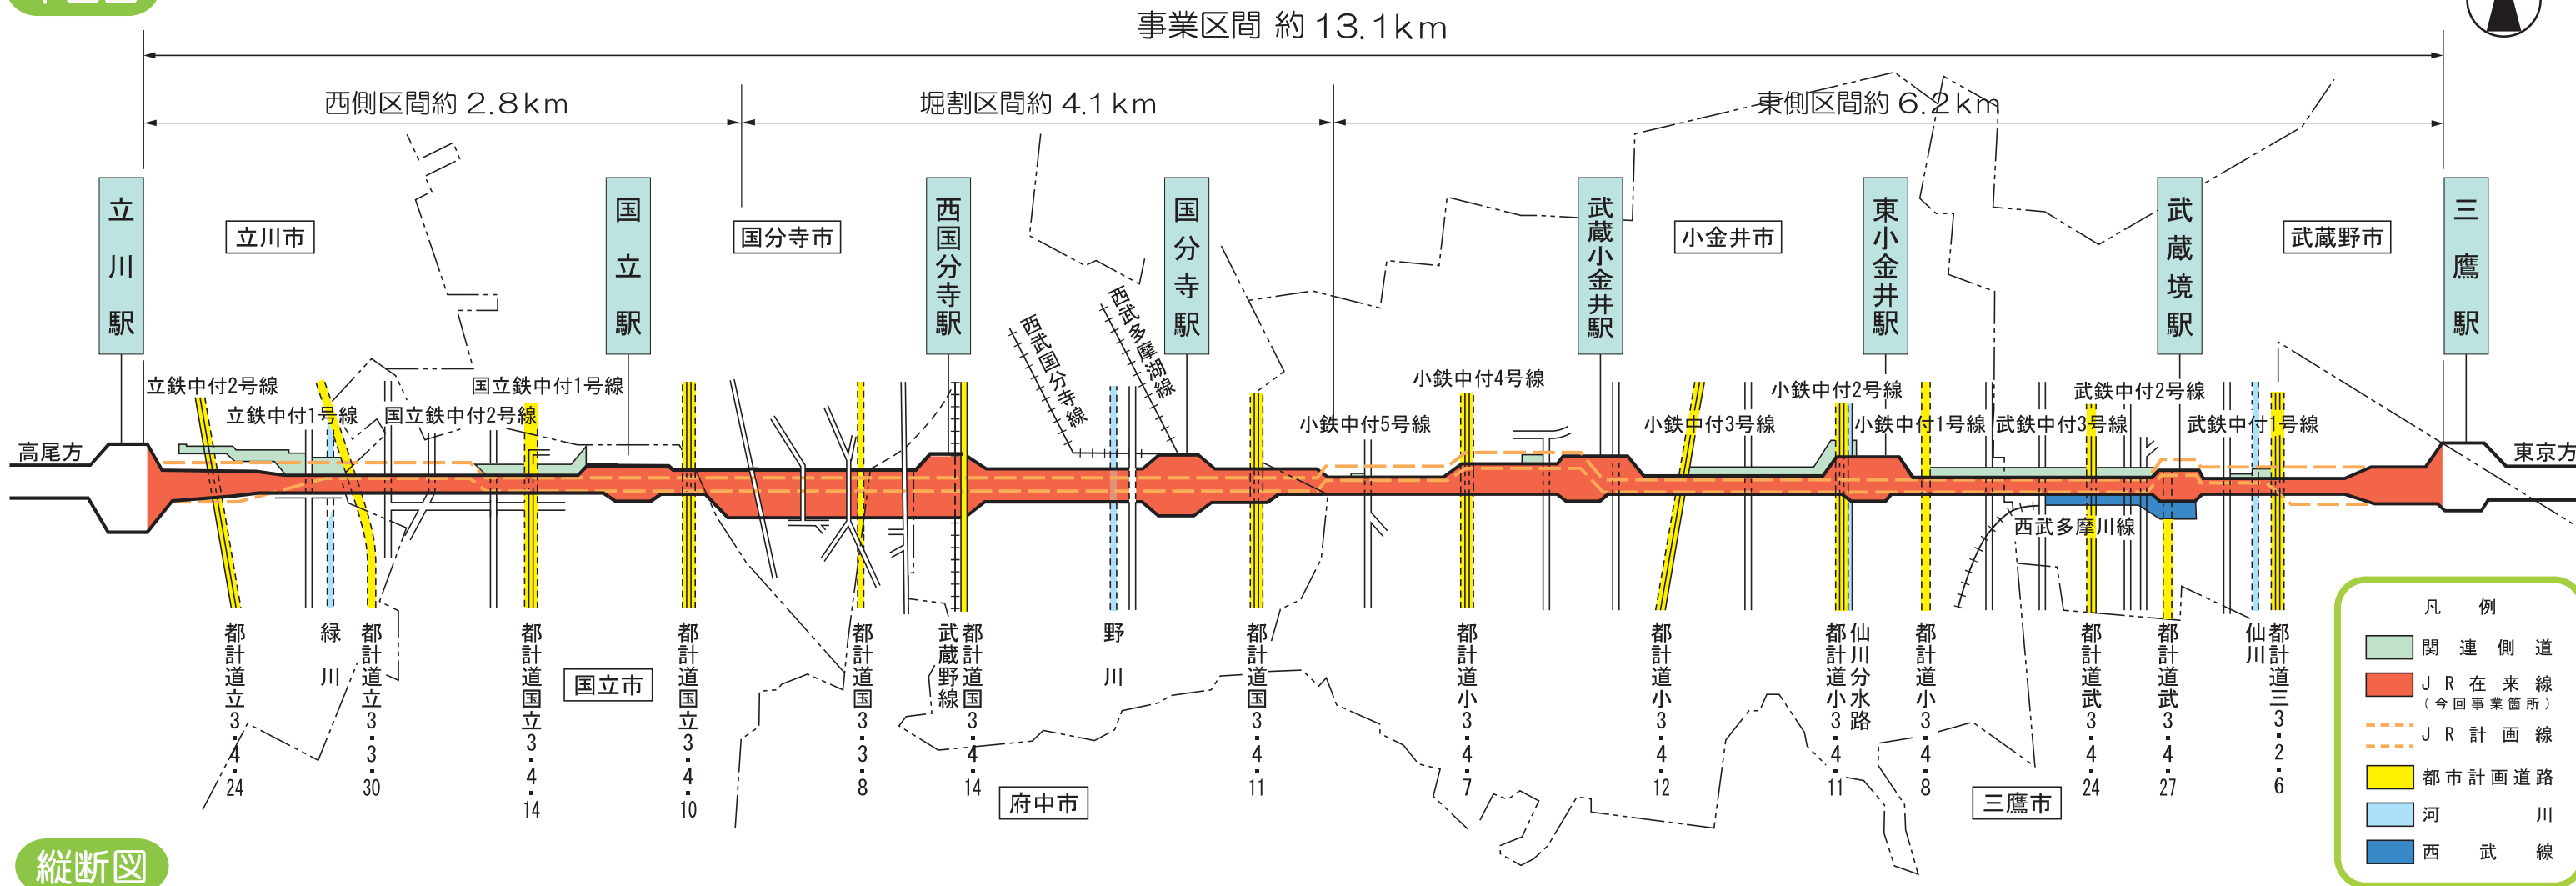 事業区間 約13.1km
西側区間約 2.8km
堀割区間約 4.1km
東側区間約 6.2km
立川駅
国立駅
西国分寺駅
国分寺駅
武蔵小金井駅
東小金井駅
武蔵境駅
三鷹駅
立川市
国分寺市
小金井市
武蔵野市
西武国分寺線
西武多摩湖線
立鉄中付2号線
国立鉄中付1号線
小鉄中付4号線
小鉄中付2号線
武鉄中付2号線
立鉄中付1号線
国立鉄中付2号線
小鉄中付5号線
小鉄中付3号線
小鉄中付1号線
武鉄中付3号線
武鉄中付1号線
高尾方
東京方
西武多摩川線
都計道立3・4・24
緑川
都計道立3・3・30
都計道国立3・4・14
都計道国立3・4・10
都計道国3・3・8
武蔵野線
都計道国3・4・14
野川
都計道国3・4・11
都計道小3・4・7
都計道小3・4・12
都計道小3・4・11
仙川分水路
都計道小3・4・8
都計道武3・4・24
都計道武3・4・27
仙川
都計道三3・2・6
国立市
府中市
三鷹市
凡例
関連側道
JR在来線
(今回事業箇所)
JR計画線
都市計画道路
河川
西武線
縦断図